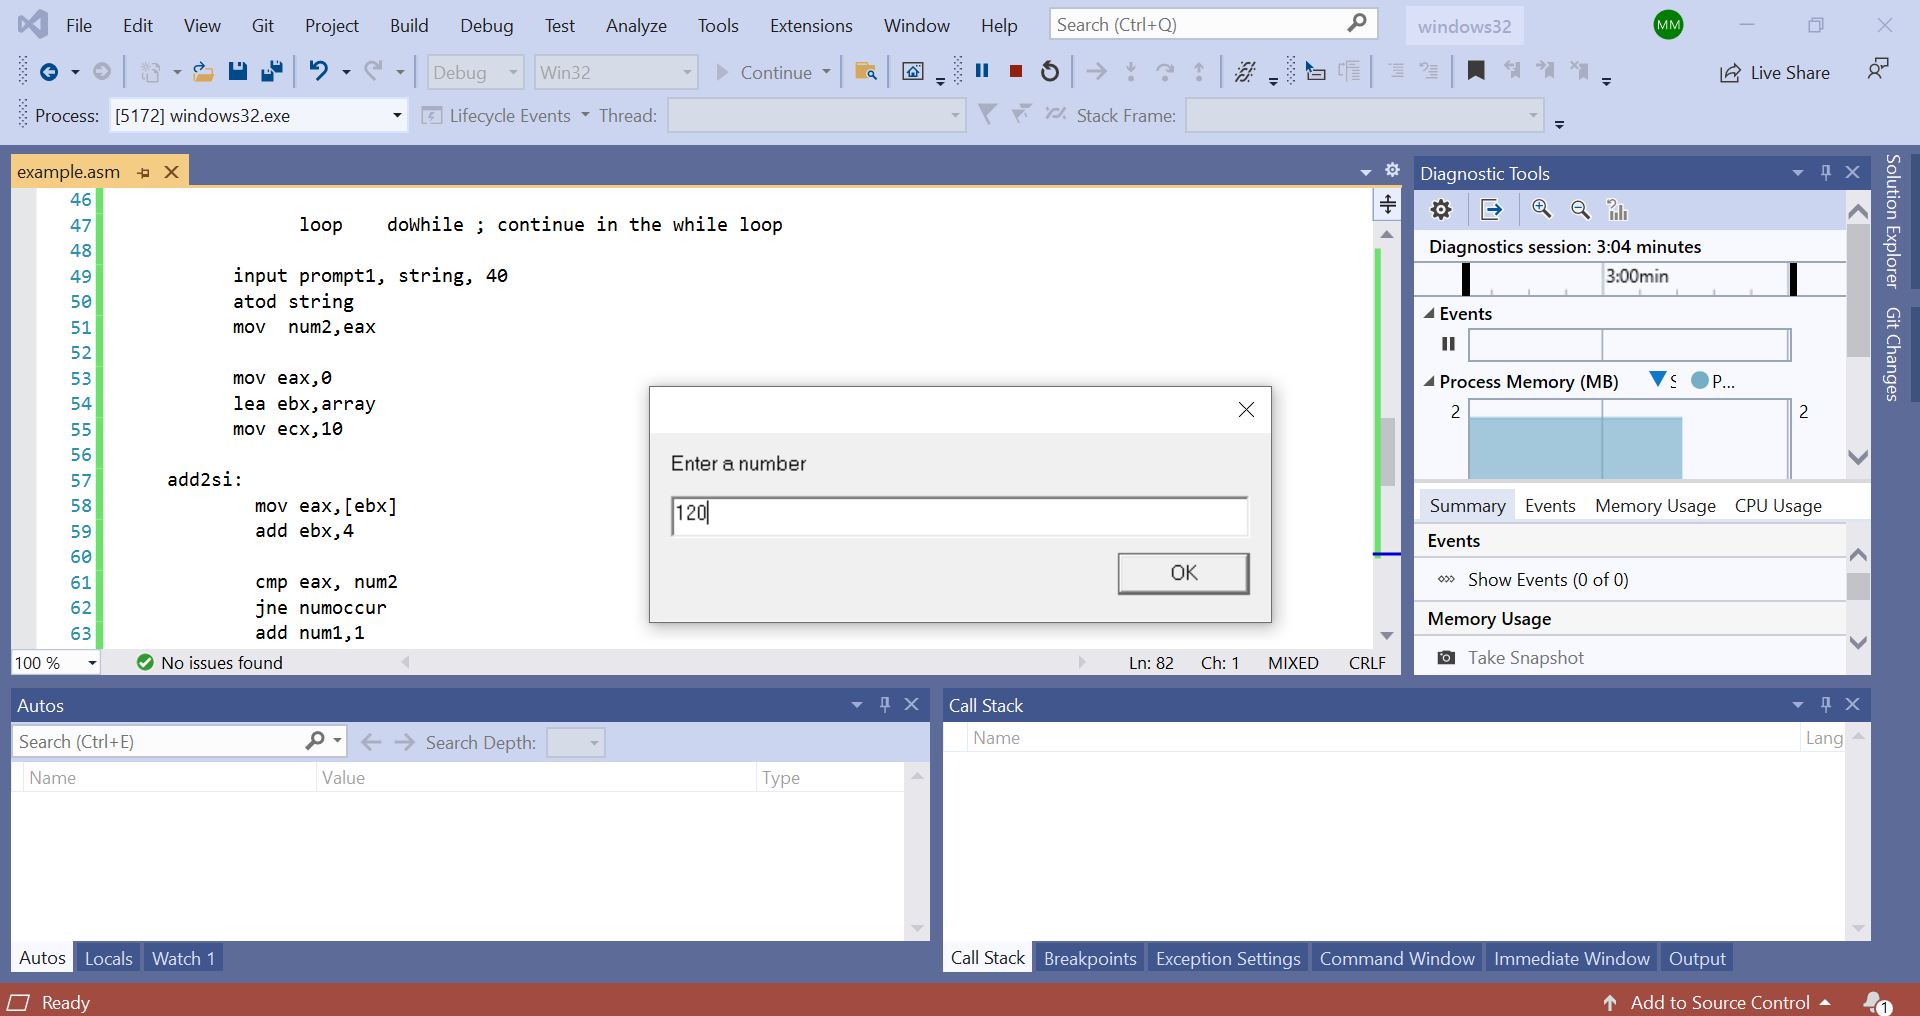 File Edit View Git Project Build Debug Test Analyze Tools Extensions Window Help Search (Ctrl+Q) windows32 MM
Debug Win32 Continue Live Share
Process: [5172] windows32.exe Lifecycle Events Thread: Stack Frame:
example.asm
46
47 loop doWhile ; continue in the while loop
48
49 input prompt1, string, 40
50 atod string
51 mov num2,eax
52
53 mov eax,0
54 lea ebx,array
55 mov ecx,10
56
57 add2si:
58 mov eax,[ebx]
59 add ebx,4
60
61 cmp eax, num2
62 jne numoccur
63 add num1,1
100 % No issues found Ln: 82 Ch: 1 MIXED CRLF
Enter a number
120
OK
Diagnostic Tools
Diagnostics session: 3:04 minutes
3:00min
Events
Process Memory (MB) S P...
2 2
Summary Events Memory Usage CPU Usage
Events
Show Events (0 of 0)
Memory Usage
Take Snapshot
Solution Explorer
Git Changes
Autos
Search (Ctrl+E) Search Depth:
Name Value Type
Autos Locals Watch 1
Call Stack
Name Lang
Call Stack Breakpoints Exception Settings Command Window Immediate Window Output
Ready Add to Source Control 1